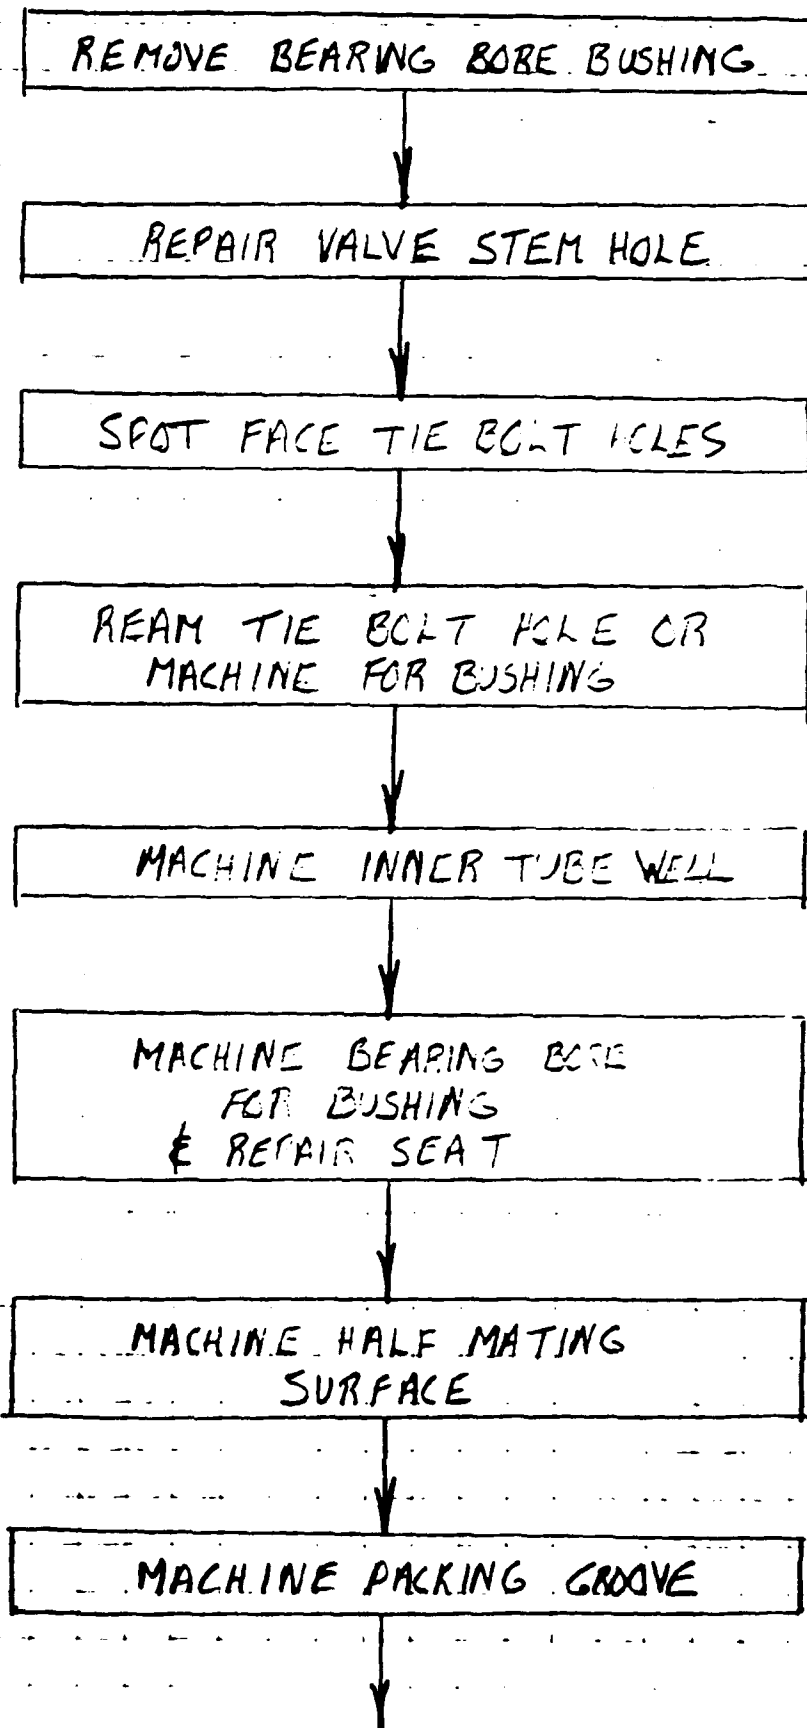 REMOVE BEARING BORE BUSHING
REPAIR VALVE STEM HOLE
SPOT FACE TIE BOLT HOLES
REAM TIE BOLT HOLE OR
MACHINE FOR BUSHING
MACHINE INNER TUBE WELL
MACHINE BEARING BORE
FOR BUSHING
& REPAIR SEAT
MACHINE HALF MATING
SURFACE
MACHINE PACKING GROOVE